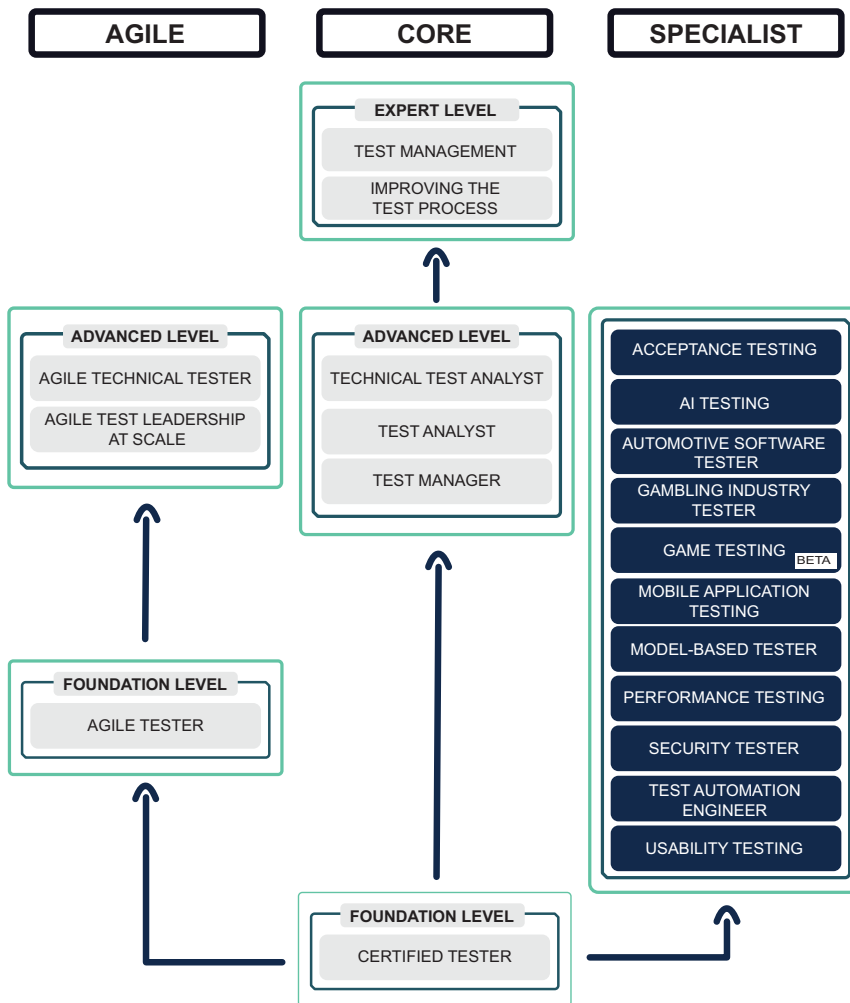 AGILE
CORE
SPECIALIST
EXPERT LEVEL
TEST MANAGEMENT
IMPROVING THE
TEST PROCESS
ADVANCED LEVEL
AGILE TECHNICAL TESTER
AGILE TEST LEADERSHIP
AT SCALE
ADVANCED LEVEL
TECHNICAL TEST ANALYST
TEST ANALYST
TEST MANAGER
ACCEPTANCE TESTING
AI TESTING
AUTOMOTIVE SOFTWARE
TESTER
GAMBLING INDUSTRY
TESTER
GAME TESTING
BETA
MOBILE APPLICATION
TESTING
MODEL-BASED TESTER
PERFORMANCE TESTING
SECURITY TESTER
TEST AUTOMATION
ENGINEER
USABILITY TESTING
FOUNDATION LEVEL
AGILE TESTER
FOUNDATION LEVEL
CERTIFIED TESTER